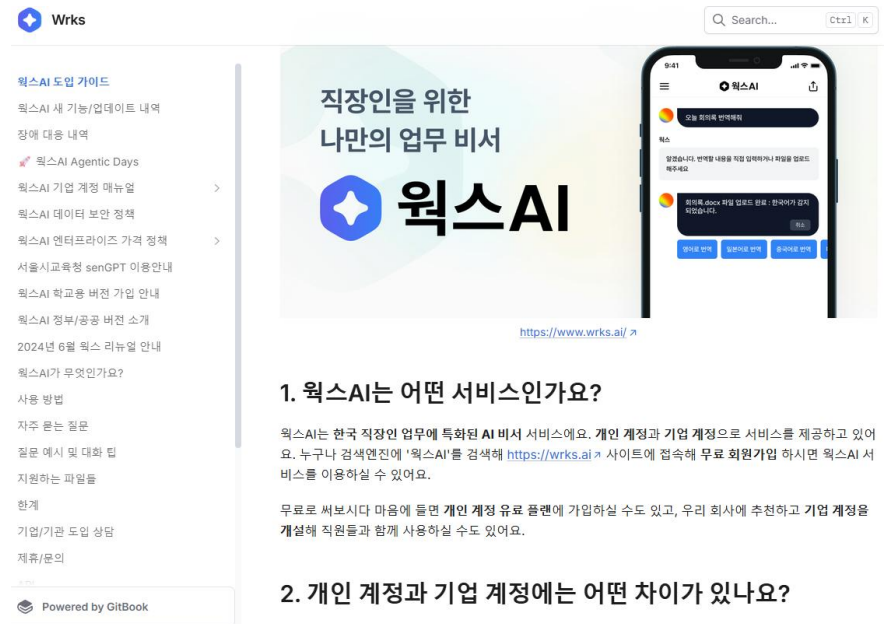 Wrks
Search...
Ctrl K
웍스AI 도입 가이드
웍스AI 새 기능/업데이트 내역
장애 대응 내역
웍스AI Agentic Days
웍스AI 기업 계정 매뉴얼
웍스AI 데이터 보안 정책
웍스AI 엔터프라이즈 가격 정책
서울시교육청 senGPT 이용안내
웍스AI 학교용 버전 가입 안내
웍스AI 정부/공공 버전 소개
2024년 6월 웍스 리뉴얼 안내
웍스AI가 무엇인가요?
사용 방법
자주 묻는 질문
질문 예시 및 대화 팁
지원하는 파일들
한계
기업/기관 도입 상담
제휴/문의
Powered by GitBook
직장인을 위한
나만의 업무 비서
웍스AI
9:41
웍스AI
오늘 회의록 번역해줘
웍스
알겠습니다. 번역할 내용을 직접 입력하거나 파일을 업로드
해주세요
회의록.docx 파일 업로드 완료 : 한국어가 감지
되었습니다.
취소
영어로 번역 일본어로 번역 중국어로 번역
https://www.wrks.ai/
1. 웍스AI는 어떤 서비스인가요?
웍스AI는 한국 직장인 업무에 특화된 AI 비서 서비스에요. 개인 계정과 기업 계정으로 서비스를 제공하고 있어
요. 누구나 검색엔진에 '웍스AI'를 검색해 https://wrks.ai 사이트에 접속해 무료 회원가입 하시면 웍스AI 서
비스를 이용하실 수 있어요.
무료로 써보시다 마음에 들면 개인 계정 유료 플랜에 가입하실 수도 있고, 우리 회사에 추천하고 기업 계정을
개설해 직원들과 함께 사용하실 수도 있어요.
2. 개인 계정과 기업 계정에는 어떤 차이가 있나요?